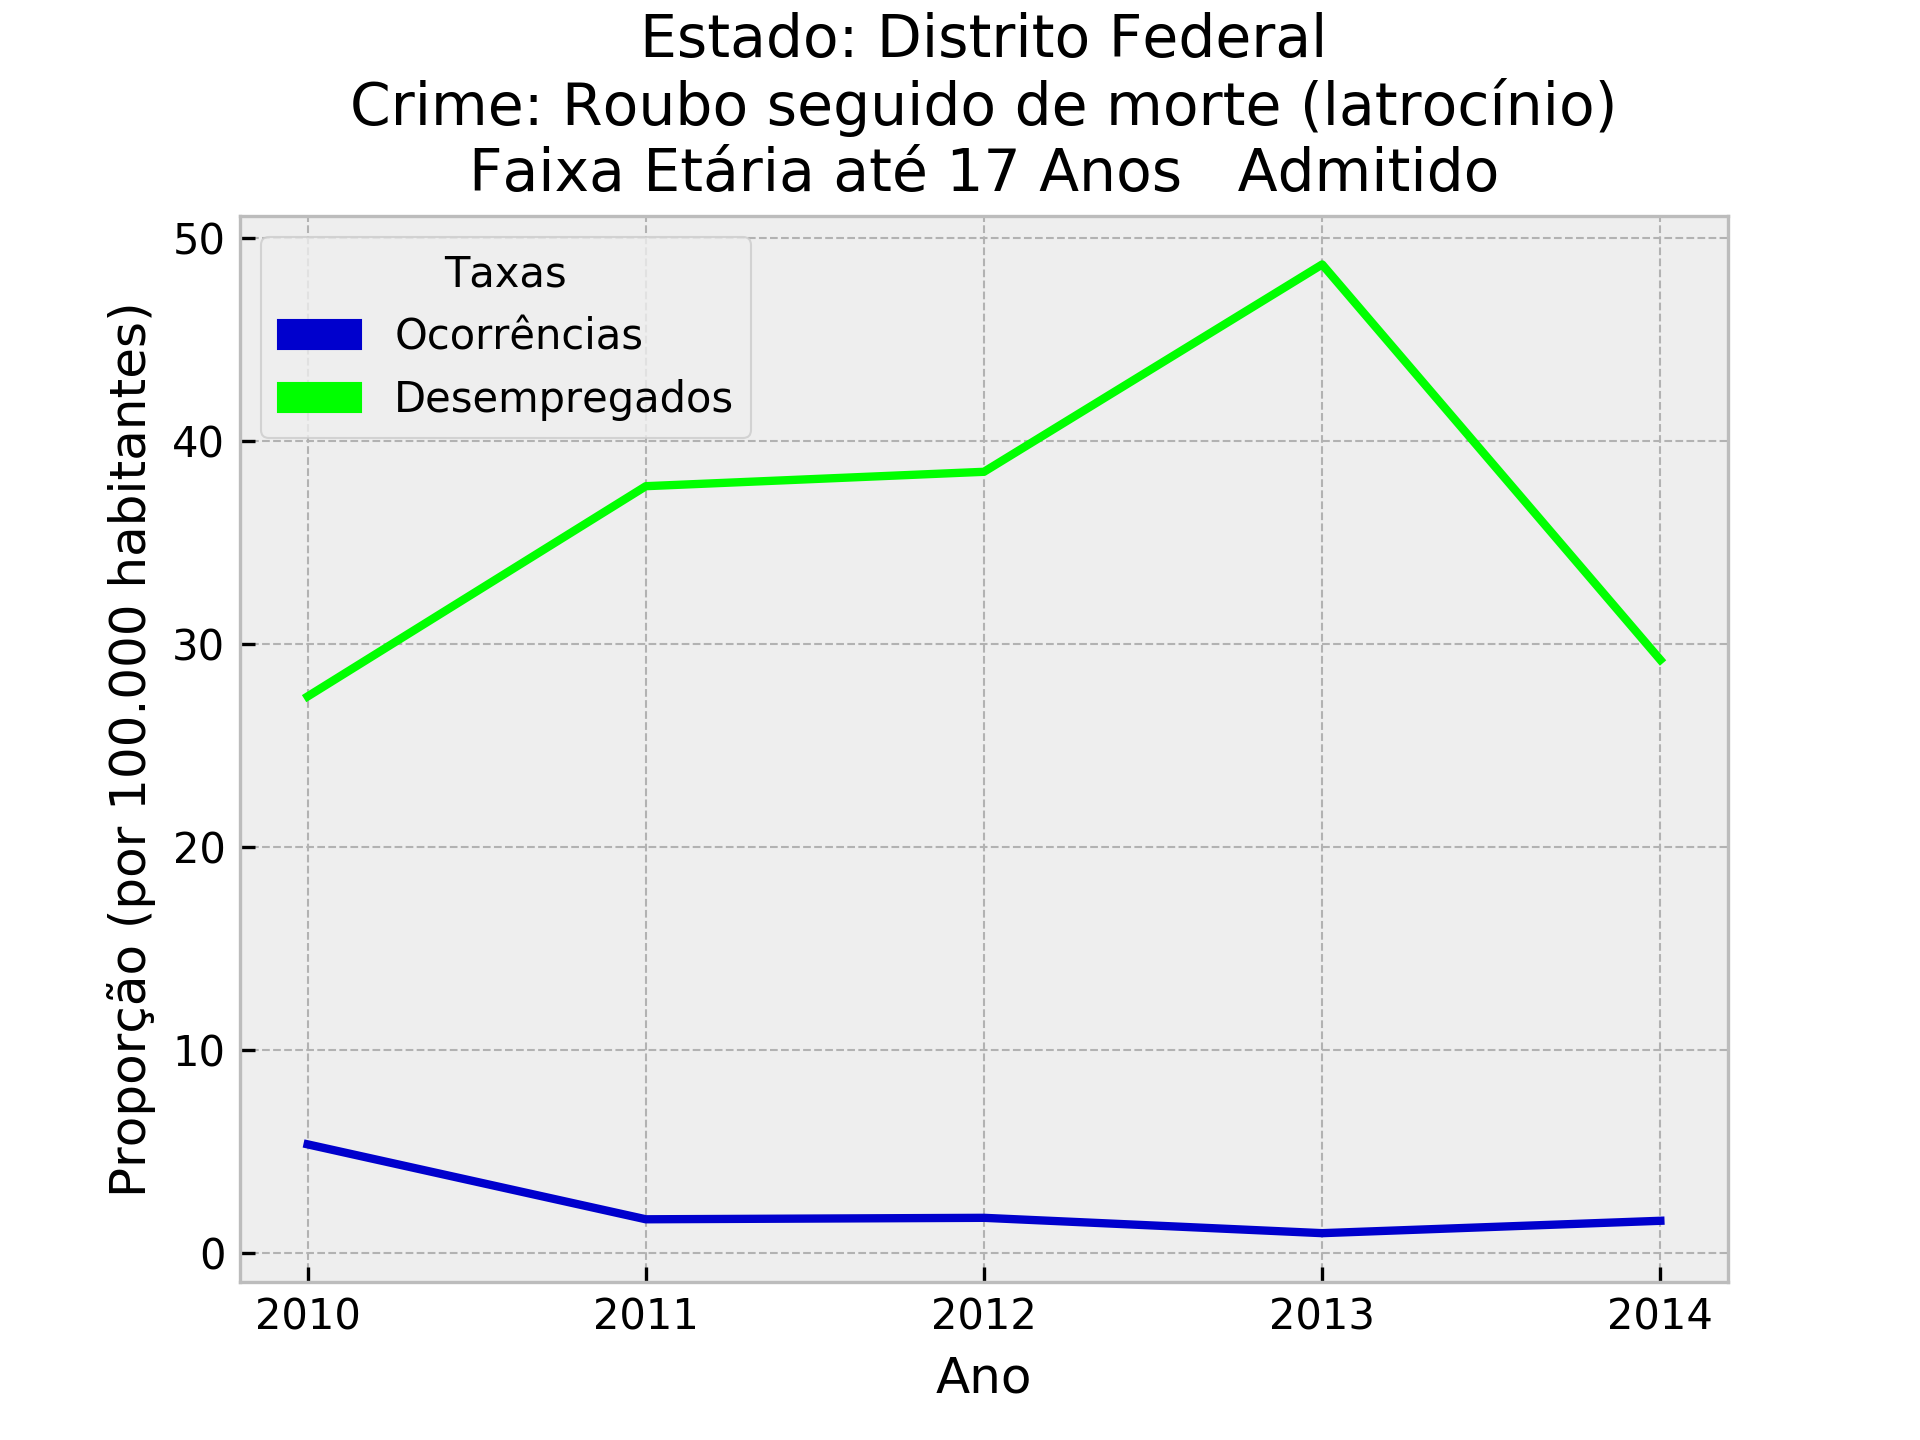 Estado: Distrito Federal
Crime: Roubo seguido de morte (latrocínio)
Faixa Etária até 17 Anos   Admitido
Taxas
Ocorrências
Desempregados
Proporção (por 100.000 habitantes)
50
40
30
20
10
0
2010 2011 2012 2013 2014
Ano